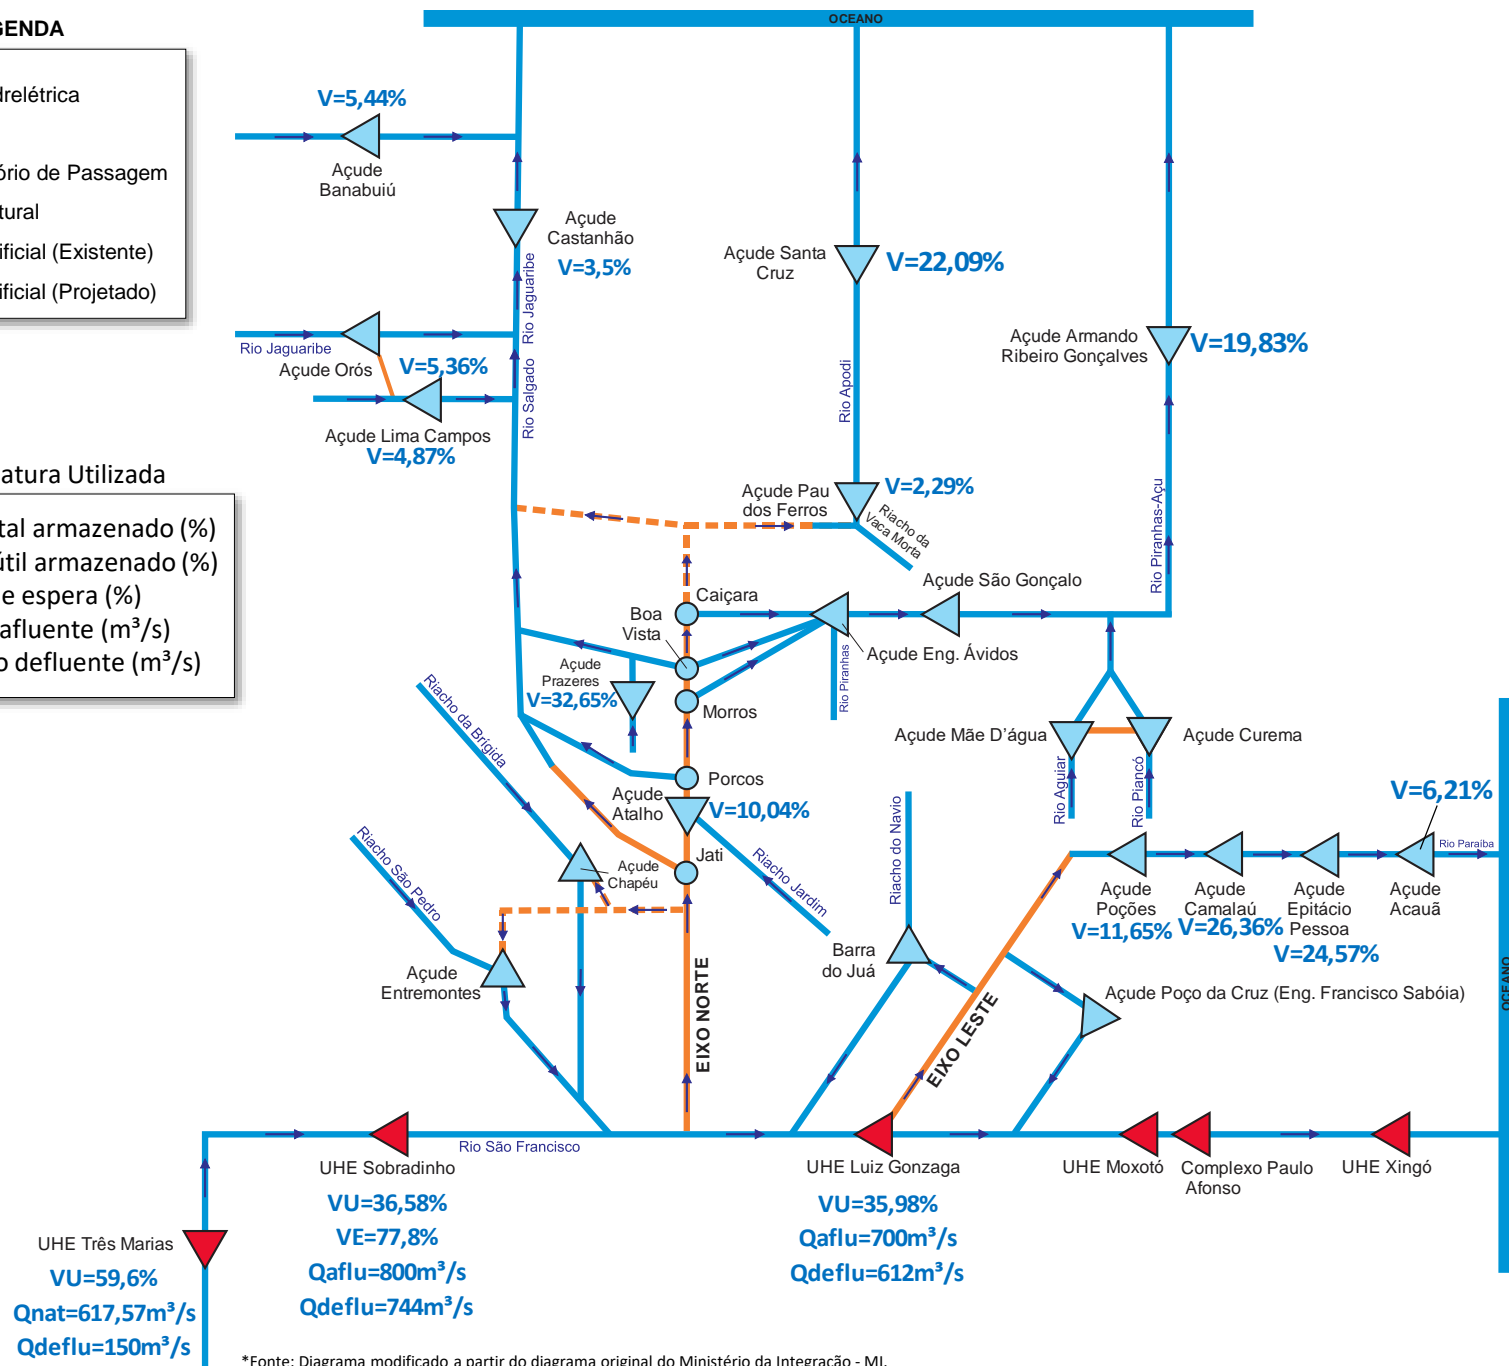 OCEANO
GENDA
drelétrica
ório de Passagem
tural
ificial (Existente)
ificial (Projetado)
V=5,44%
Açude
Banabuiú
Açude
Castanhão
V=3,5%
Rio Jaguaribe
Açude Santa
Cruz
V=22,09%
Açude Armando
Ribeiro Gonçalves
V=19,83%
Rio Jaguaribe
Açude Orós
V=5,36%
Rio Salgado
Rio Apodi
Açude Lima Campos
V=4,87%
atura Utilizada
tal armazenado (%)
útil armazenado (%)
e espera (%)
afluente (m³/s)
o defluente (m³/s)
Açude Pau
dos Ferros
V=2,29%
Riacho da
Vaca Morta
Rio Piranhas-Açu
Açude São Gonçalo
Caiçara
Boa
Vista
Açude Eng. Ávidos
Rio Piranhas
Açude
Prazeres
V=32,65%
Morros
Riacho da Brígida
Açude Mãe D'água
Açude Curema
Rio Aguiar
Rio Piancó
Porcos
Açude
Atalho
V=10,04%
V=6,21%
Riacho do Navio
Rio Paraíba
Riacho São Pedro
Açude
Chapéu
Jati
Riacho Jardim
Açude
Poções
V=11,65%
Açude
Camalaú
V=26,36%
Açude
Epitácio
Pessoa
V=24,57%
Açude
Acauã
Açude
Entremontes
Barra
do Juá
Açude Poço da Cruz (Eng. Francisco Sabóia)
OCEANO
EIXO NORTE
EIXO LESTE
Rio São Francisco
UHE Sobradinho
VU=36,58%
VE=77,8%
Qaflu=800m³/s
Qdeflu=744m³/s
UHE Luiz Gonzaga
VU=35,98%
Qaflu=700m³/s
Qdeflu=612m³/s
UHE Moxotó
Complexo Paulo
Afonso
UHE Xingó
UHE Três Marias
VU=59,6%
Qnat=617,57m³/s
Qdeflu=150m³/s
*Fonte: Diagrama modificado a partir do diagrama original do Ministério da Integração - MI.